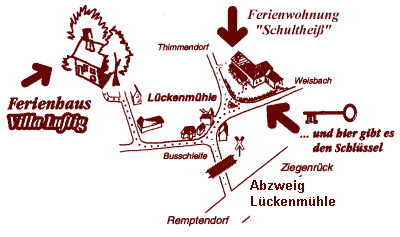 Ferienwohnung
"Schultheiß"
Thimmendorf
Weisbach
Ferienhaus
Villa Luftig
Lückenmühle
... und hier gibt es
den Schlüssel
Busschleife
Ziegenrück
Abzweig
Lückenmühle
Remptendorf